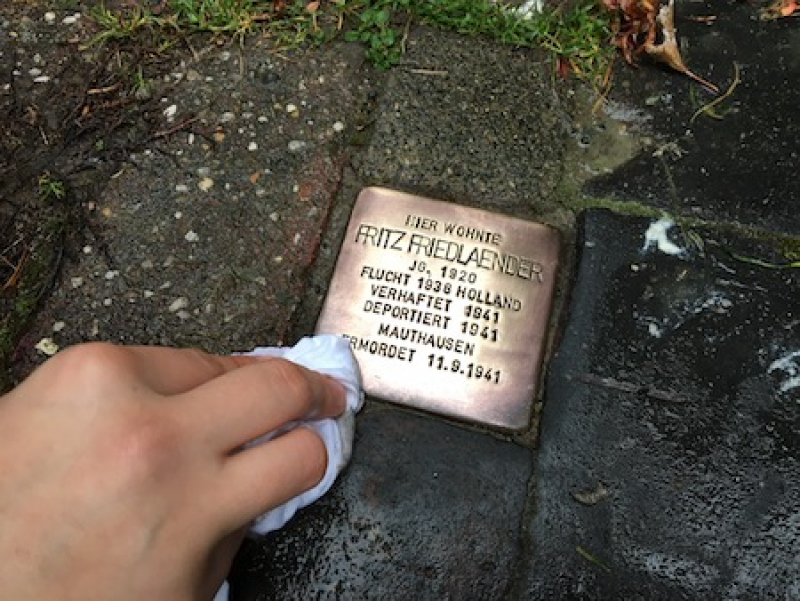 HIER WOHNTE
FRITZ FRIEDLAENDER
JG. 1920
FLUCHT 1938 HOLLAND
VERHAFTET 1941
DEPORTIERT 1941
MAUTHAUSEN
ERMORDET 11.9.1941